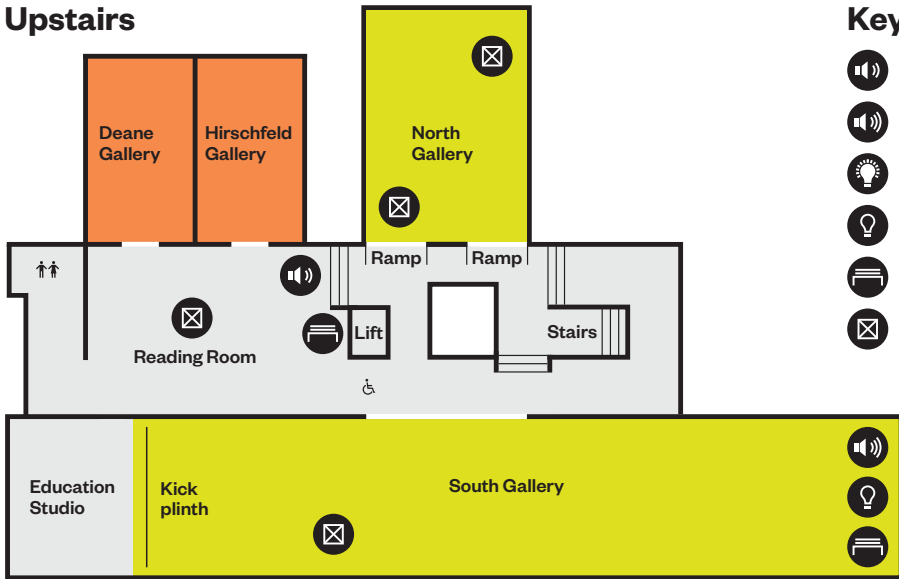 Upstairs
Key
Deane
Gallery
Hirschfeld
Gallery
North
Gallery
Ramp
Ramp
Lift
Stairs
Reading Room
Education
Studio
Kick
plinth
South Gallery